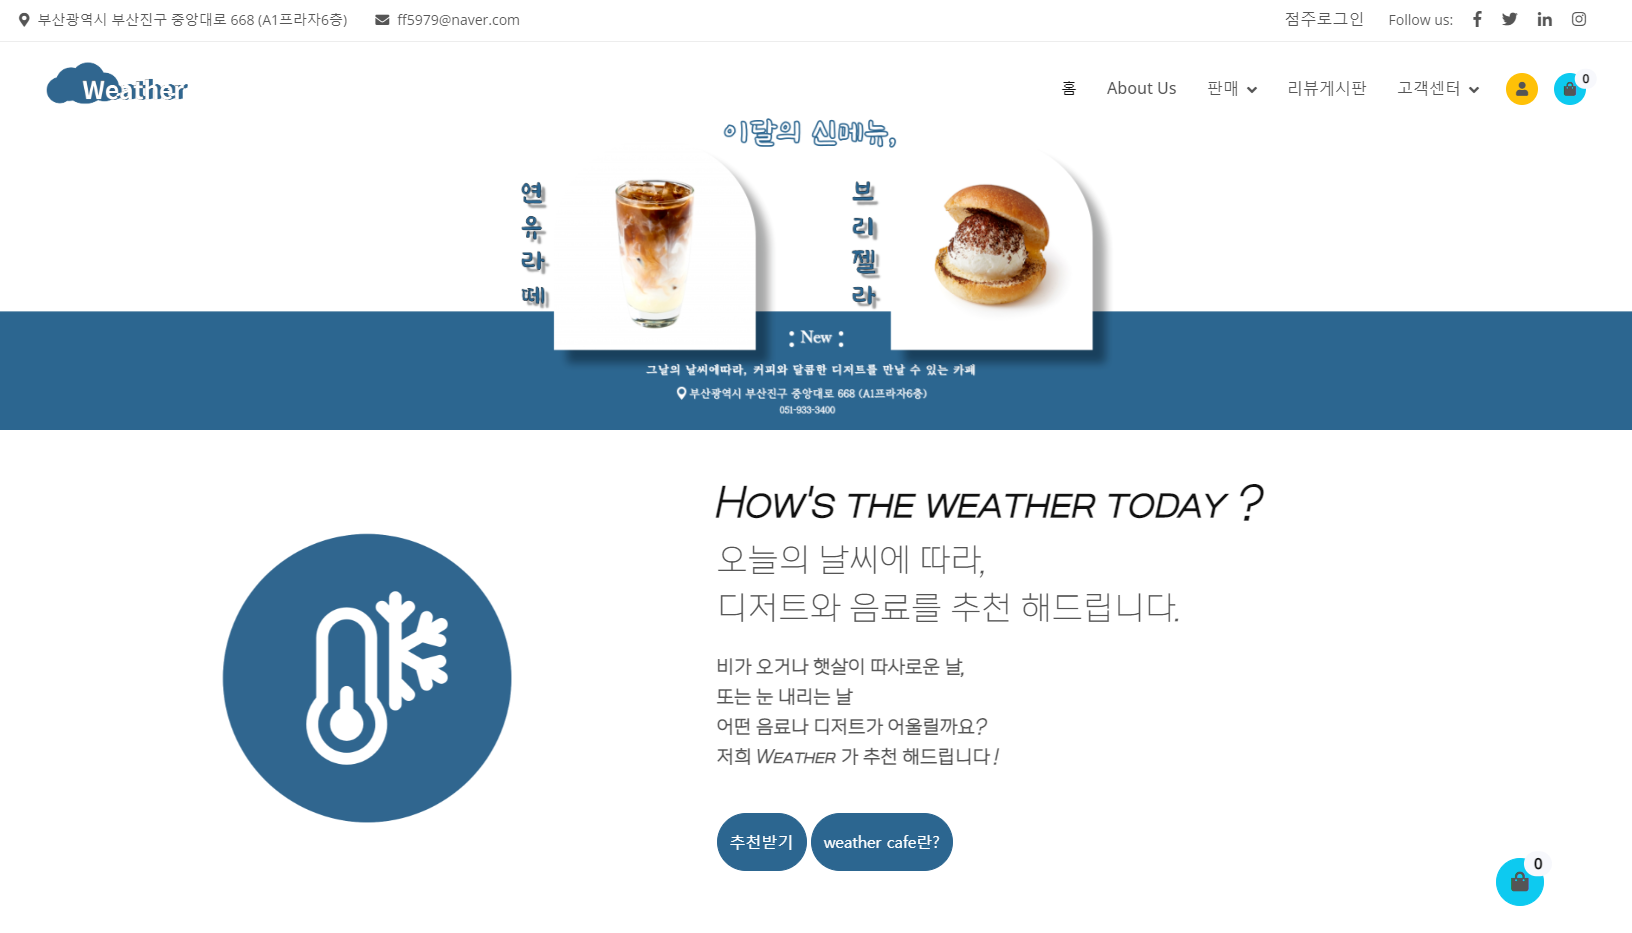 부산광역시 부산진구 중앙대로 668 (A1프라자6층)
ff5979@naver.com
점주로그인
Follow us:
Weather
홈
About Us
판매
리뷰게시판
고객센터
0
이달의 신메뉴,
연유라떼
브리젤라
: New :
그날의 날씨에따라, 커피와 달콤한 디저트를 만날 수 있는 카페
부산광역시 부산진구 중앙대로 668 (A1프라자6층)
051-933-3400
How's the weather today ?
오늘의 날씨에 따라,
디저트와 음료를 추천 해드립니다.
비가 오거나 햇살이 따사로운 날,
또는 눈 내리는 날
어떤 음료나 디저트가 어울릴까요?
저희 Weather 가 추천 해드립니다!
추천받기
weather cafe란?
0